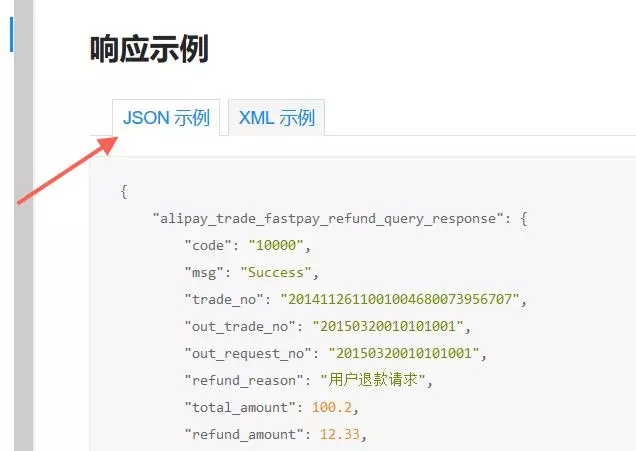 响应示例
JSON 示例 XML 示例
{
"alipay_trade_fastpay_refund_query_response": {
"code": "10000",
"msg": "Success",
"trade_no": "2014112611001004680073956707",
"out_trade_no": "20150320010101001",
"out_request_no": "20150320010101001",
"refund_reason": "用户退款请求",
"total_amount": 100.2,
"refund_amount": 12.33,